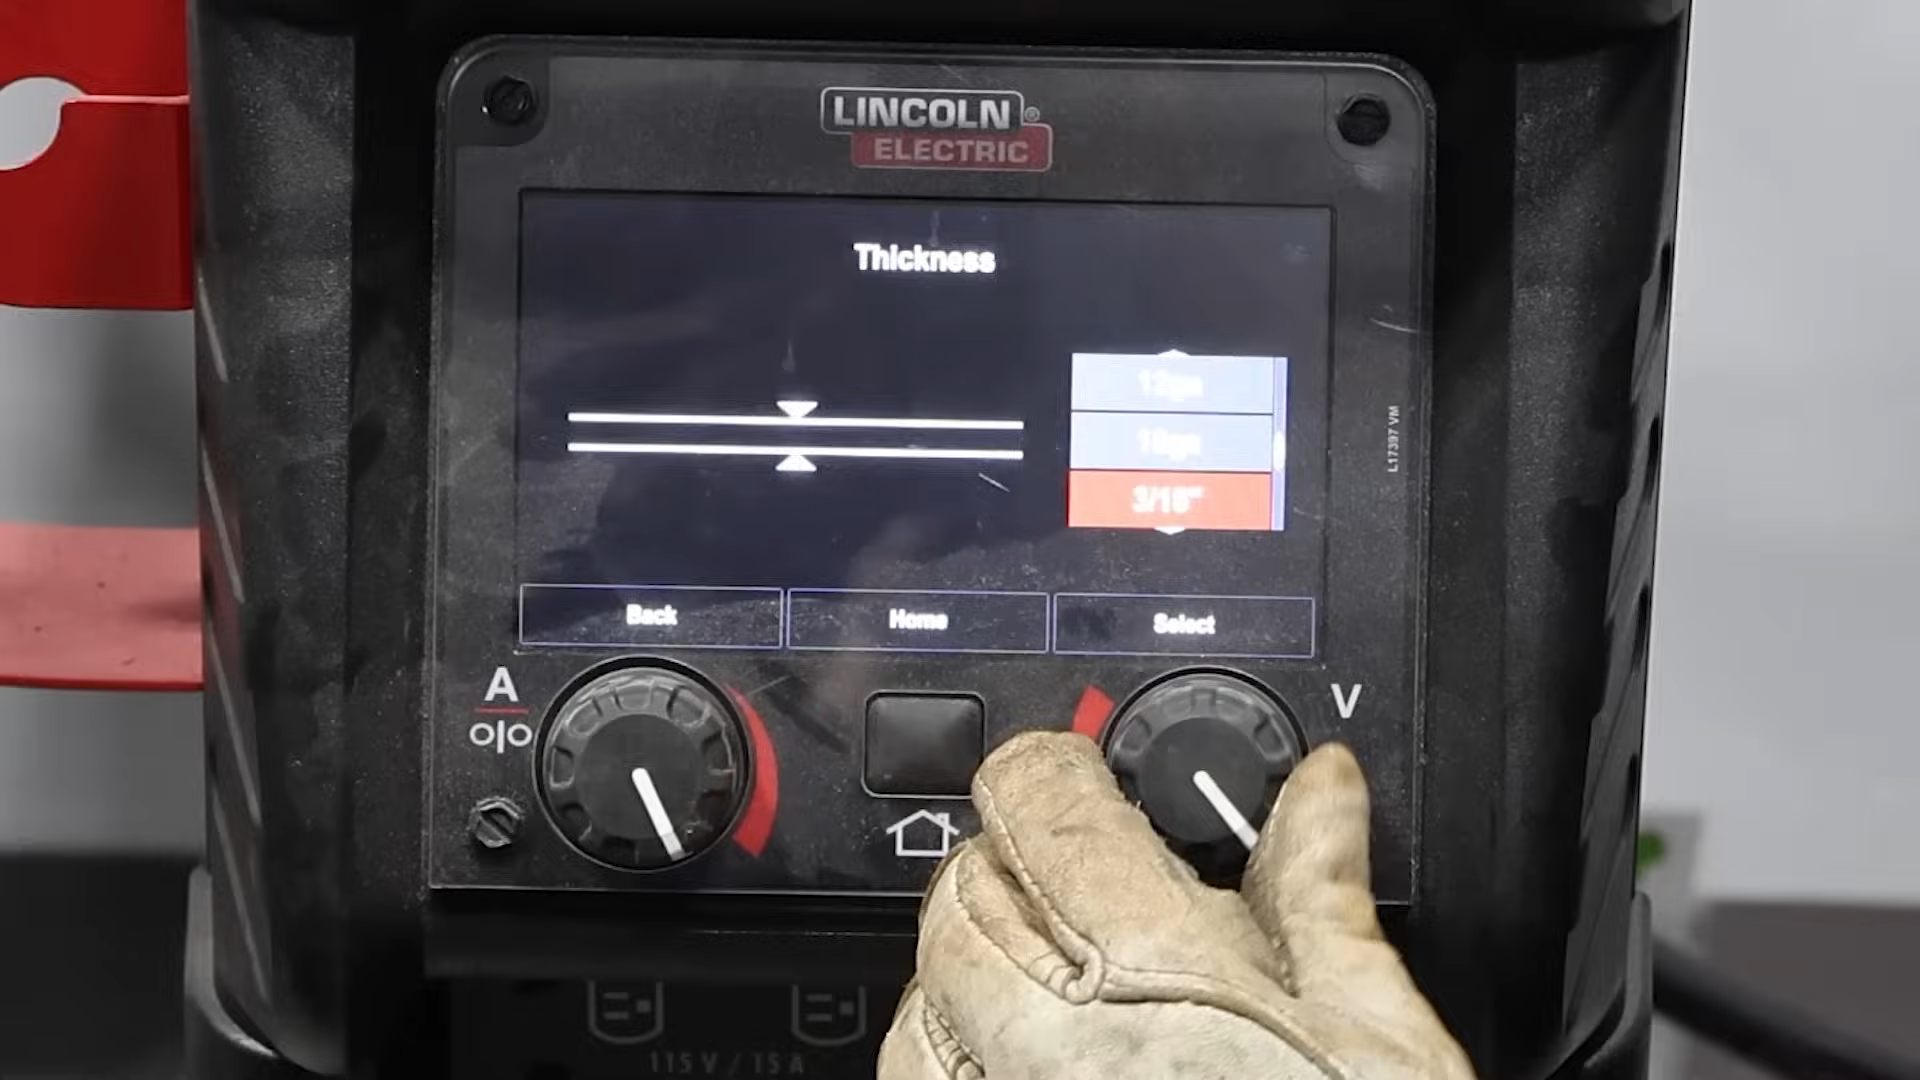 LINCOLN®
ELECTRIC
Thickness
12ga
10ga
3/16"
Back
Home
Select
A
V
L17397 VM
115 V / 15 A